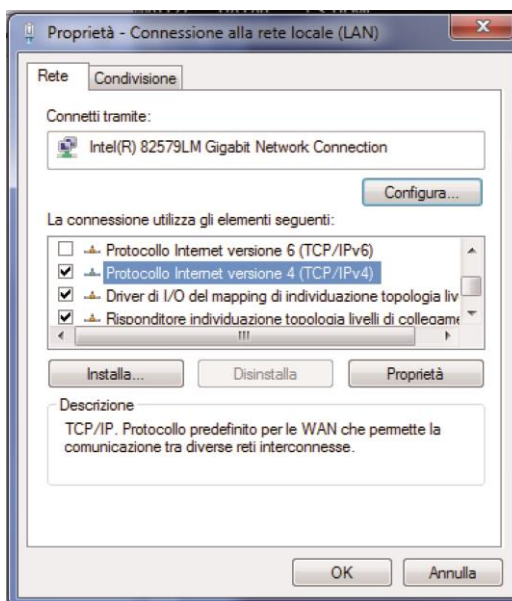 Proprietà - Connessione alla rete locale (LAN)
Rete
Condivisione
Connetti tramite:
Intel(R) 82579LM Gigabit Network Connection
Configura...
La connessione utilizza gli elementi seguenti:
Protocollo Internet versione 6 (TCP/IPv6)
Protocollo Internet versione 4 (TCP/IPv4)
Driver di I/O del mapping di individuazione topologia liv
Risponditore individuazione topologia livelli di collegame
Installa...
Disinstalla
Proprietà
Descrizione
TCP/IP. Protocollo predefinito per le WAN che permette la
comunicazione tra diverse reti interconnesse.
OK
Annulla